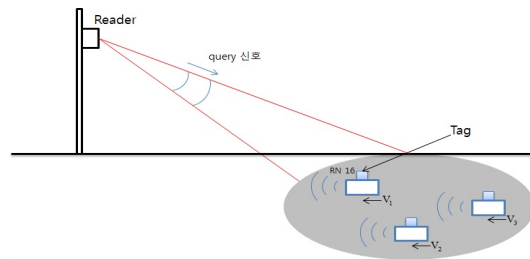 Reader
query 신호
Tag
RN 16
V1
V2
V3